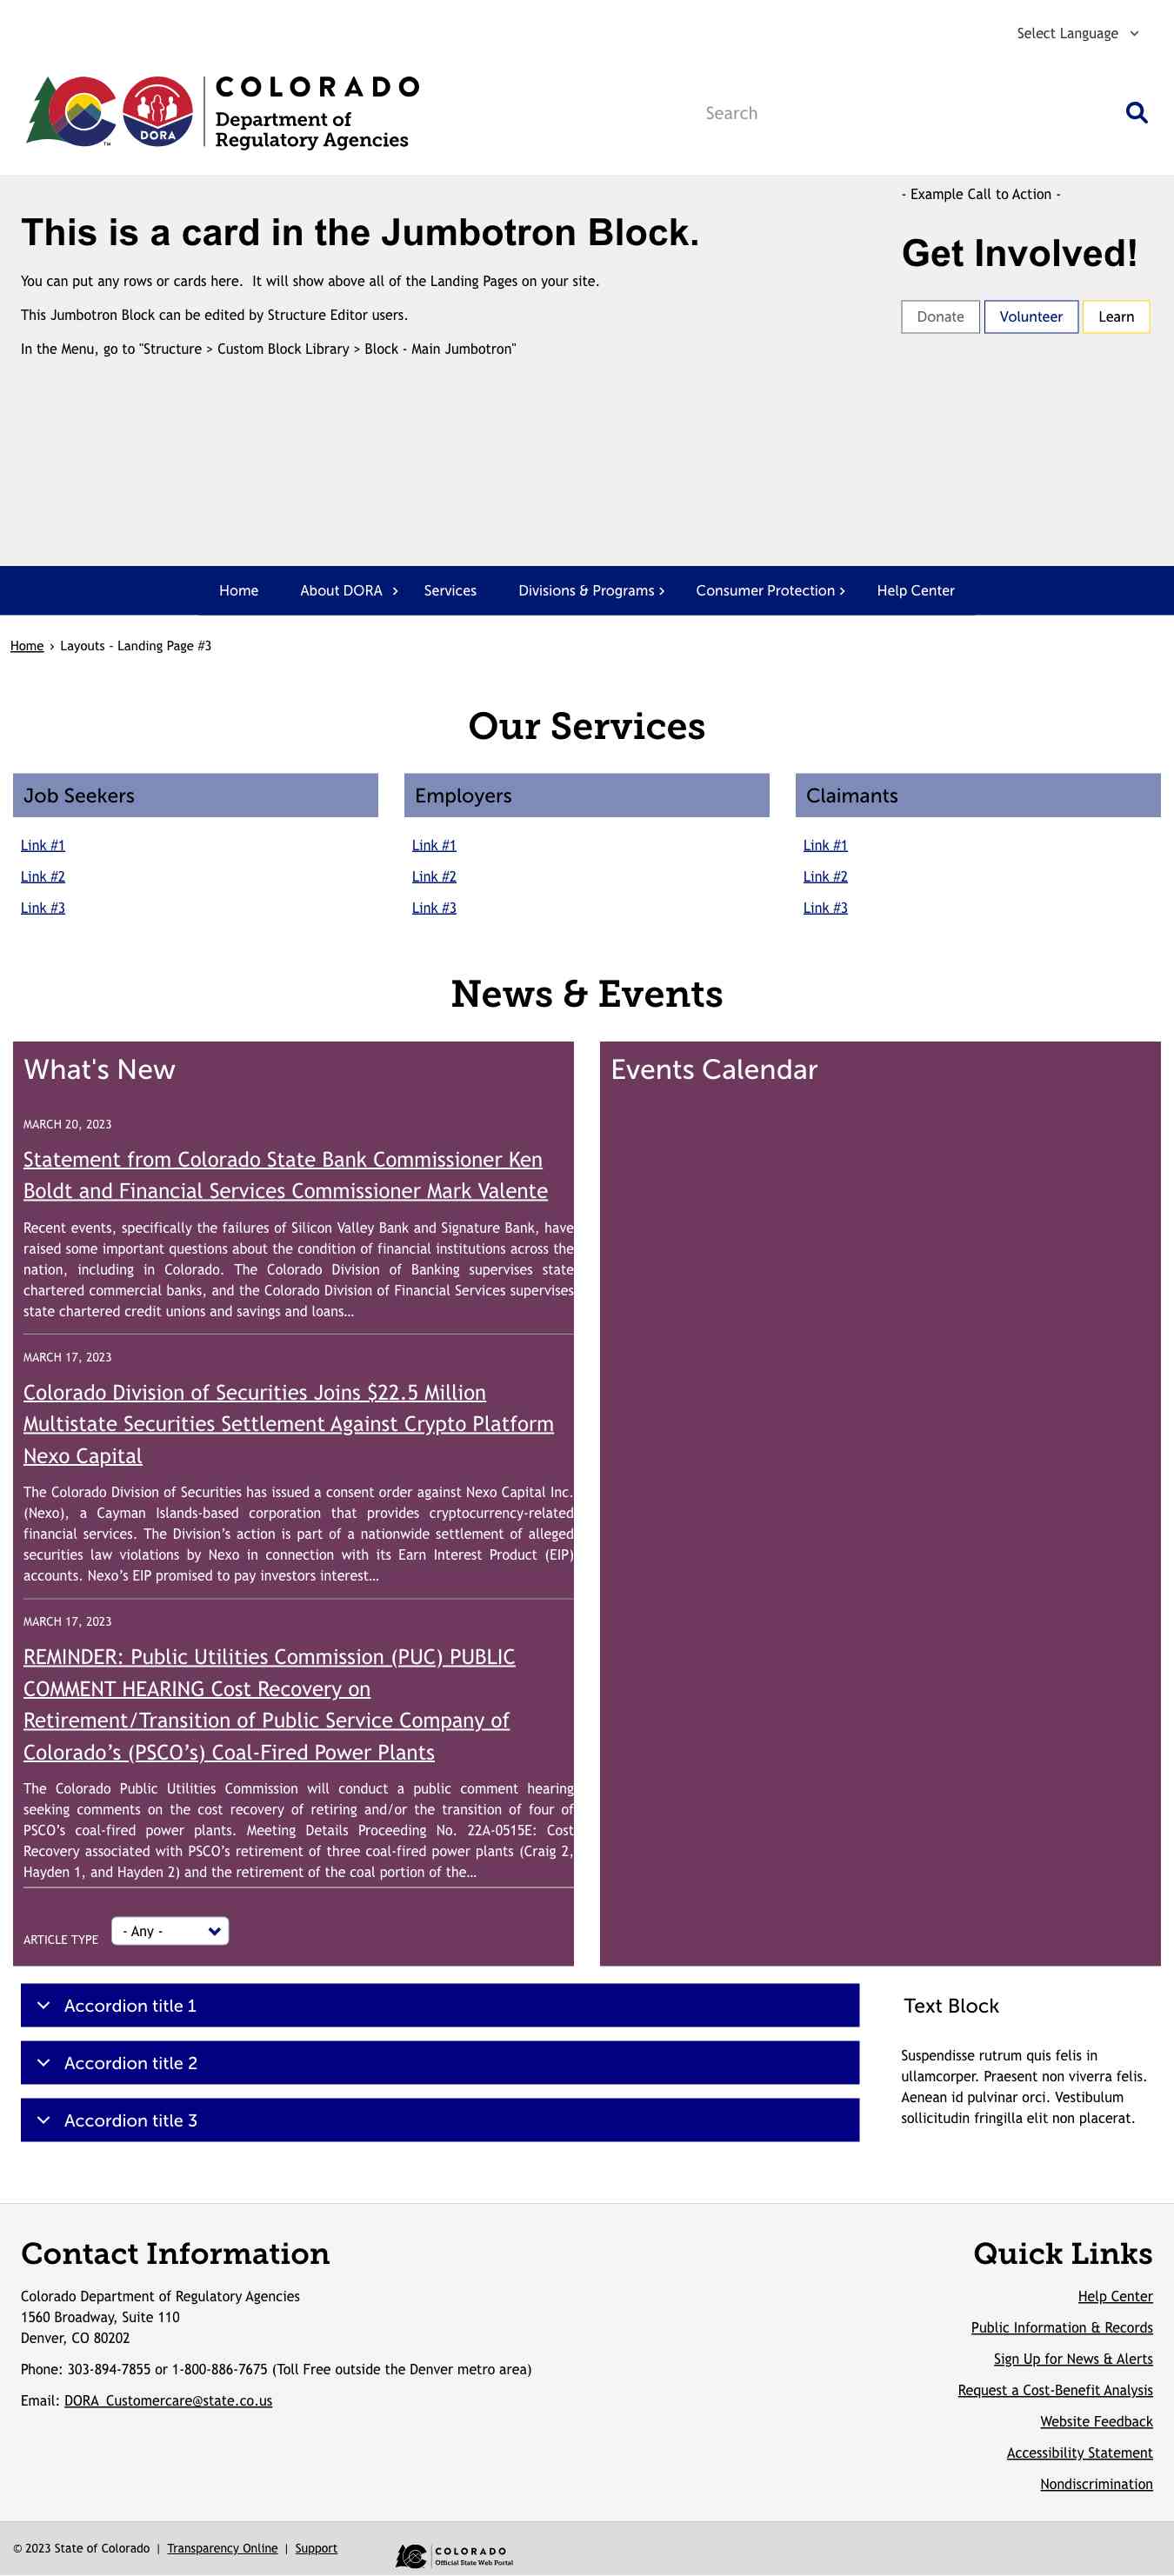 Select Language
COLORADO
Department of
Regulatory Agencies
DORA
TM
Search
- Example Call to Action -
This is a card in the Jumbotron Block.
Get Involved!
You can put any rows or cards here.  It will show above all of the Landing Pages on your site.
Donate Volunteer Learn
This Jumbotron Block can be edited by Structure Editor users.
In the Menu, go to "Structure > Custom Block Library > Block - Main Jumbotron"
Home About DORA Services Divisions & Programs Consumer Protection Help Center
Home › Layouts - Landing Page #3
Our Services
Job Seekers
Link #1
Link #2
Link #3
Employers
Link #1
Link #2
Link #3
Claimants
Link #1
Link #2
Link #3
News & Events
What's New
MARCH 20, 2023
Statement from Colorado State Bank Commissioner Ken
Boldt and Financial Services Commissioner Mark Valente
Recent events, specifically the failures of Silicon Valley Bank and Signature Bank, have
raised some important questions about the condition of financial institutions across the
nation, including in Colorado. The Colorado Division of Banking supervises state
chartered commercial banks, and the Colorado Division of Financial Services supervises
state chartered credit unions and savings and loans…
MARCH 17, 2023
Colorado Division of Securities Joins $22.5 Million
Multistate Securities Settlement Against Crypto Platform
Nexo Capital
The Colorado Division of Securities has issued a consent order against Nexo Capital Inc.
(Nexo), a Cayman Islands-based corporation that provides cryptocurrency-related
financial services. The Division’s action is part of a nationwide settlement of alleged
securities law violations by Nexo in connection with its Earn Interest Product (EIP)
accounts. Nexo’s EIP promised to pay investors interest…
MARCH 17, 2023
REMINDER: Public Utilities Commission (PUC) PUBLIC
COMMENT HEARING Cost Recovery on
Retirement/Transition of Public Service Company of
Colorado’s (PSCO’s) Coal-Fired Power Plants
The Colorado Public Utilities Commission will conduct a public comment hearing
seeking comments on the cost recovery of retiring and/or the transition of four of
PSCO’s coal-fired power plants. Meeting Details Proceeding No. 22A-0515E: Cost
Recovery associated with PSCO’s retirement of three coal-fired power plants (Craig 2,
Hayden 1, and Hayden 2) and the retirement of the coal portion of the…
ARTICLE TYPE - Any -
Events Calendar
Accordion title 1
Accordion title 2
Accordion title 3
Text Block
Suspendisse rutrum quis felis in
ullamcorper. Praesent non viverra felis.
Aenean id pulvinar orci. Vestibulum
sollicitudin fringilla elit non placerat.
Contact Information
Colorado Department of Regulatory Agencies
1560 Broadway, Suite 110
Denver, CO 80202
Phone: 303-894-7855 or 1-800-886-7675 (Toll Free outside the Denver metro area)
Email: DORA_Customercare@state.co.us
Quick Links
Help Center
Public Information & Records
Sign Up for News & Alerts
Request a Cost-Benefit Analysis
Website Feedback
Accessibility Statement
Nondiscrimination
© 2023 State of Colorado | Transparency Online | Support
COLORADO
Official State Web Portal